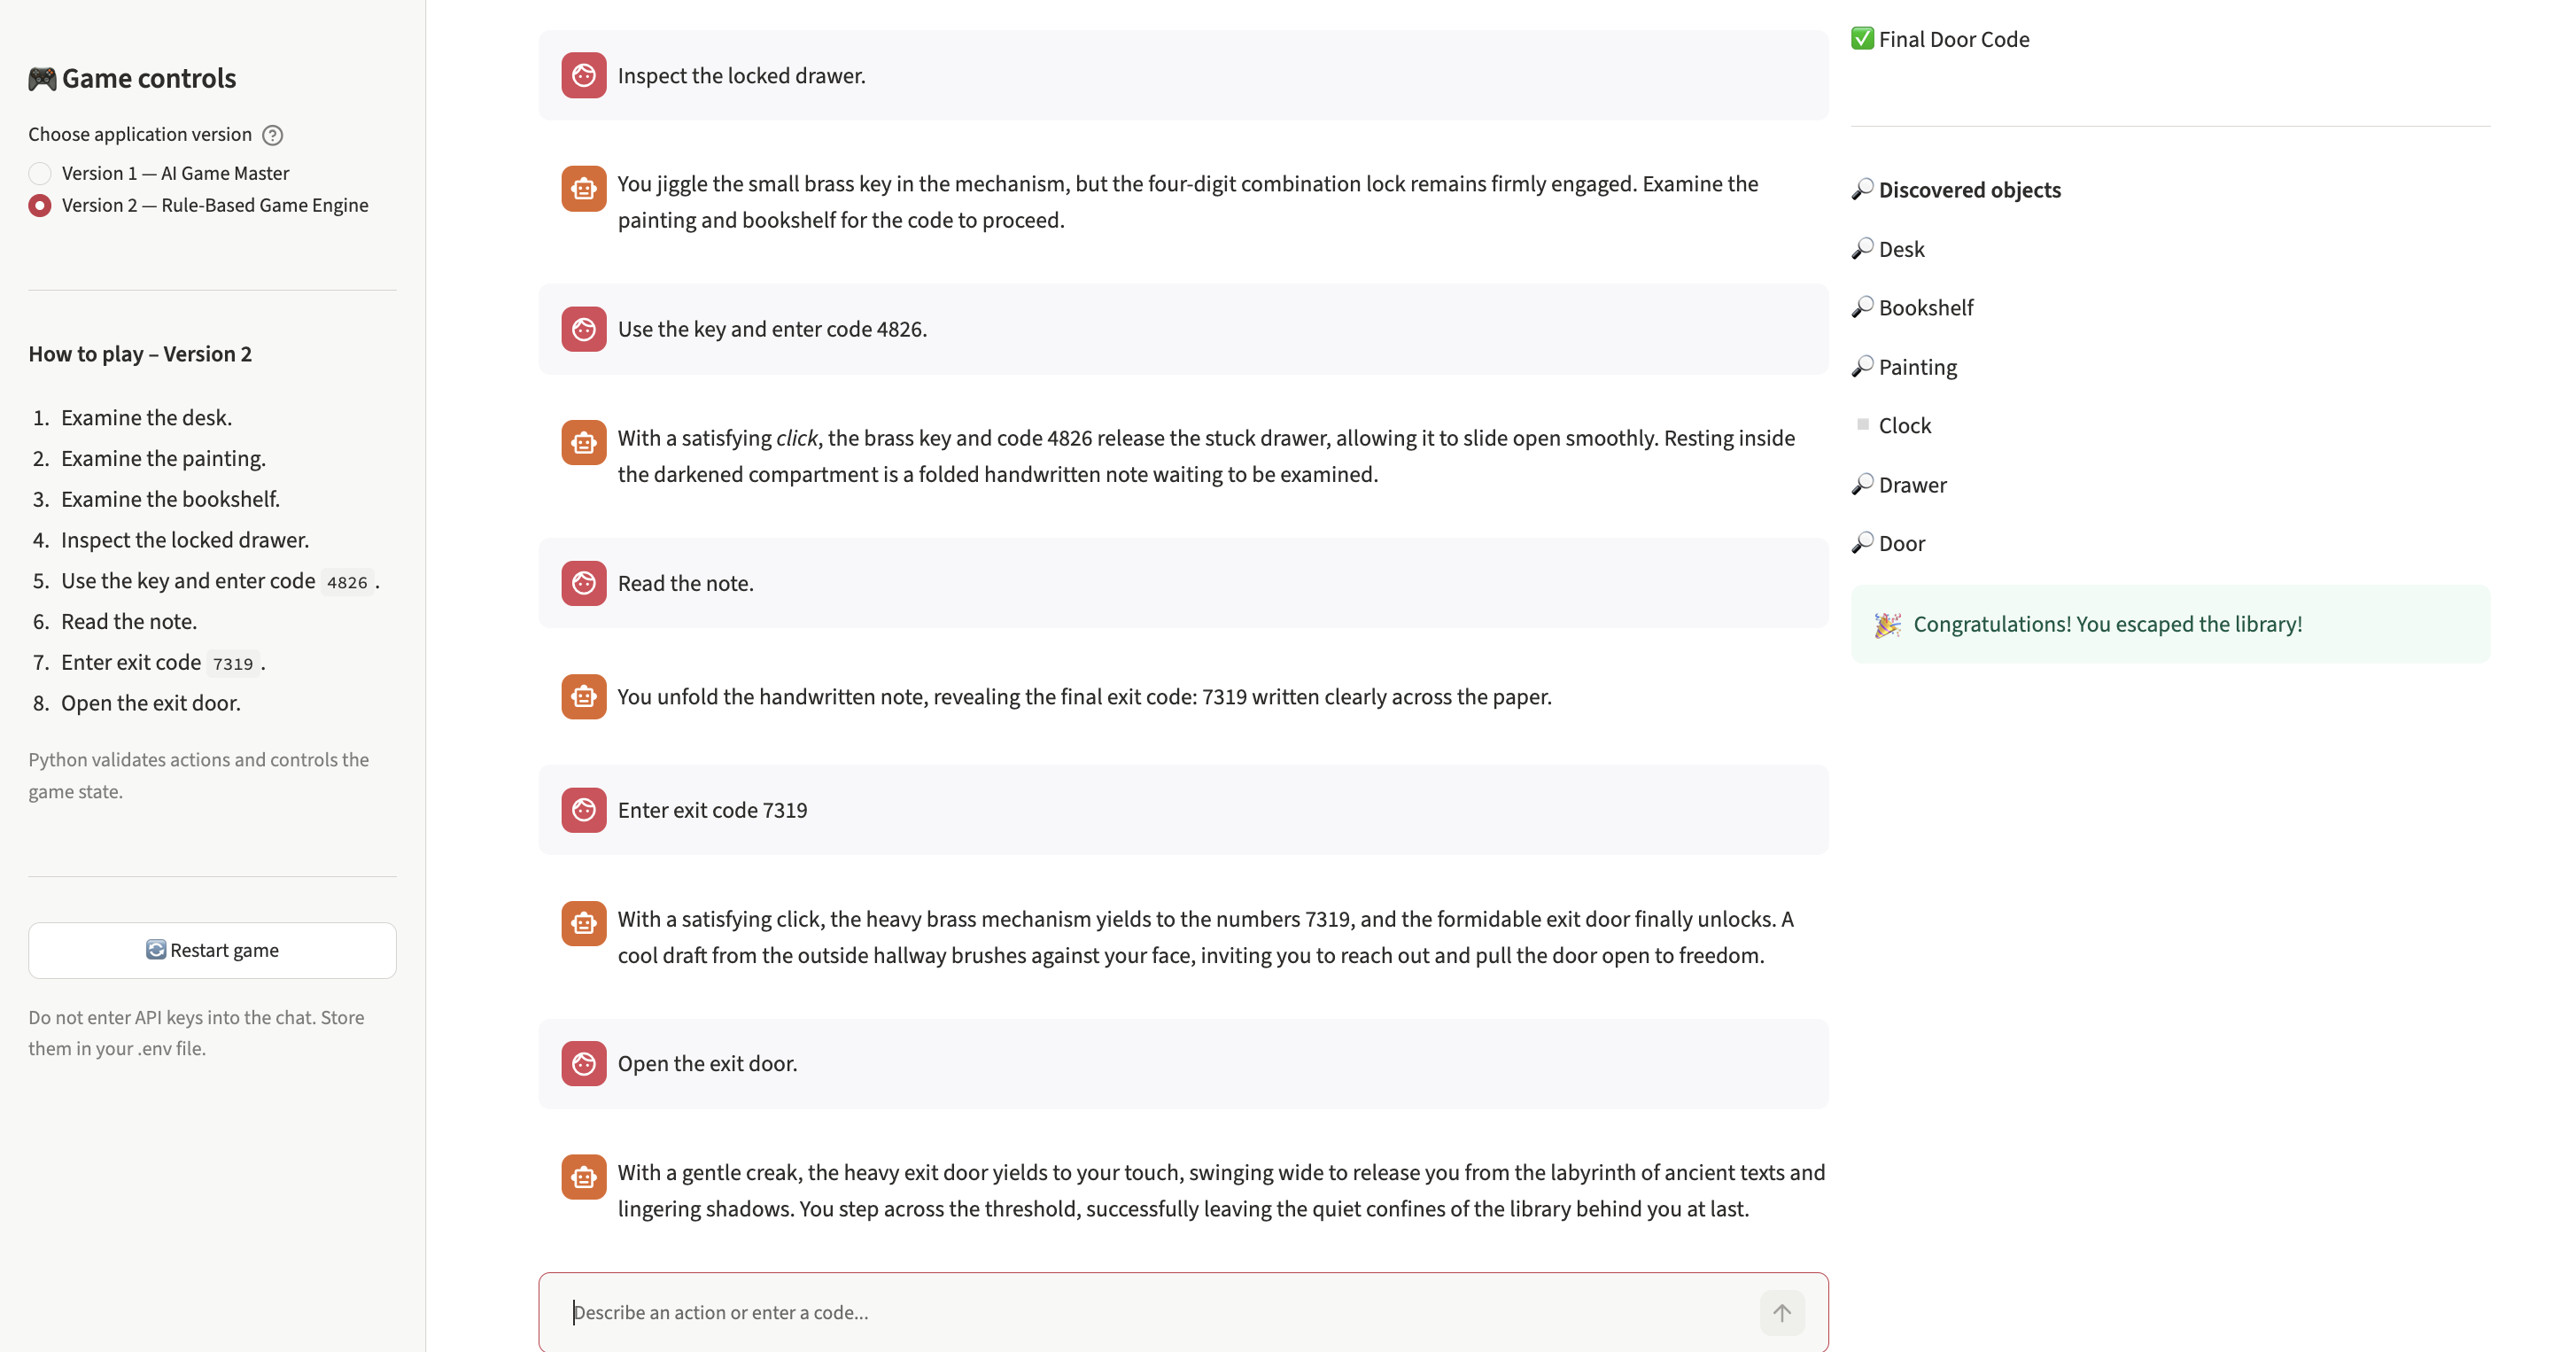 🎮 Game controls
Choose application version
Version 1 — AI Game Master
Version 2 — Rule-Based Game Engine
How to play – Version 2
1. Examine the desk.
2. Examine the painting.
3. Examine the bookshelf.
4. Inspect the locked drawer.
5. Use the key and enter code 4826.
6. Read the note.
7. Enter exit code 7319.
8. Open the exit door.
Python validates actions and controls the
game state.
🔄 Restart game
Do not enter API keys into the chat. Store
them in your .env file.
Inspect the locked drawer.
You jiggle the small brass key in the mechanism, but the four-digit combination lock remains firmly engaged. Examine the
painting and bookshelf for the code to proceed.
Use the key and enter code 4826.
With a satisfying click, the brass key and code 4826 release the stuck drawer, allowing it to slide open smoothly. Resting inside
the darkened compartment is a folded handwritten note waiting to be examined.
Read the note.
You unfold the handwritten note, revealing the final exit code: 7319 written clearly across the paper.
Enter exit code 7319
With a satisfying click, the heavy brass mechanism yields to the numbers 7319, and the formidable exit door finally unlocks. A
cool draft from the outside hallway brushes against your face, inviting you to reach out and pull the door open to freedom.
Open the exit door.
With a gentle creak, the heavy exit door yields to your touch, swinging wide to release you from the labyrinth of ancient texts and
lingering shadows. You step across the threshold, successfully leaving the quiet confines of the library behind you at last.
Describe an action or enter a code...
✅ Final Door Code
🔎 Discovered objects
🔎 Desk
🔎 Bookshelf
🔎 Painting
◽ Clock
🔎 Drawer
🔎 Door
🎉 Congratulations! You escaped the library!